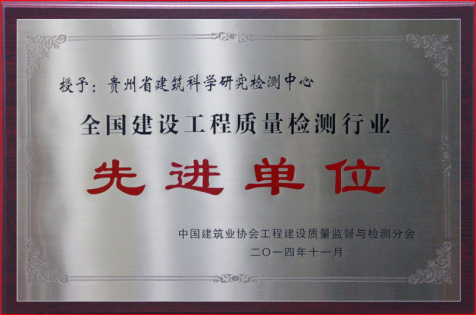 授予：贵州省建筑科学研究检测中心
全国建设工程质量检测行业
先进单位
中国建筑业协会工程建设质量监督与检测分会
二〇一四年十一月